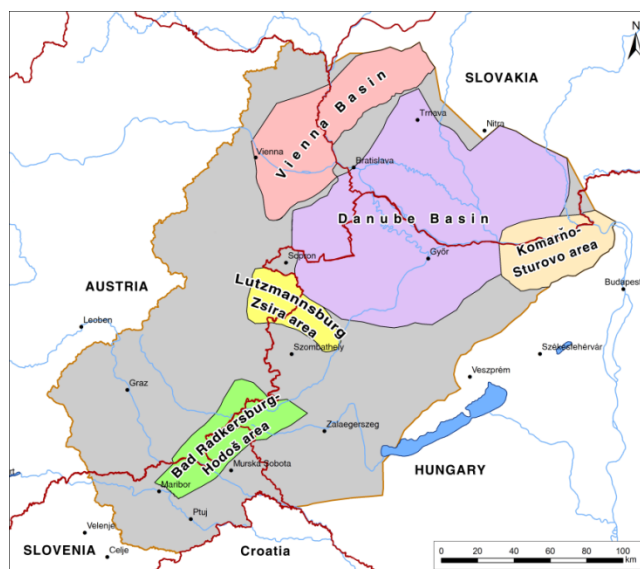 N
SLOVAKIA
Vienna Basin
Trnava
Nitra
Vienna
Bratislava
Danube Basin
Komarňo-
Sturovo area
Sopron
Györ
Lutzmannsburg
Zsira area
Budapest
AUSTRIA
Leoben
Szombathely
Székesfehérvár
Veszprém
Graz
Bad Radkersburg-
Hodoš area
Zalaegerszeg
Murska Sobota
HUNGARY
Maribor
Ptuj
Velenje
SLOVENIA
Celje
Croatia
0 20 40 60 80 100
km